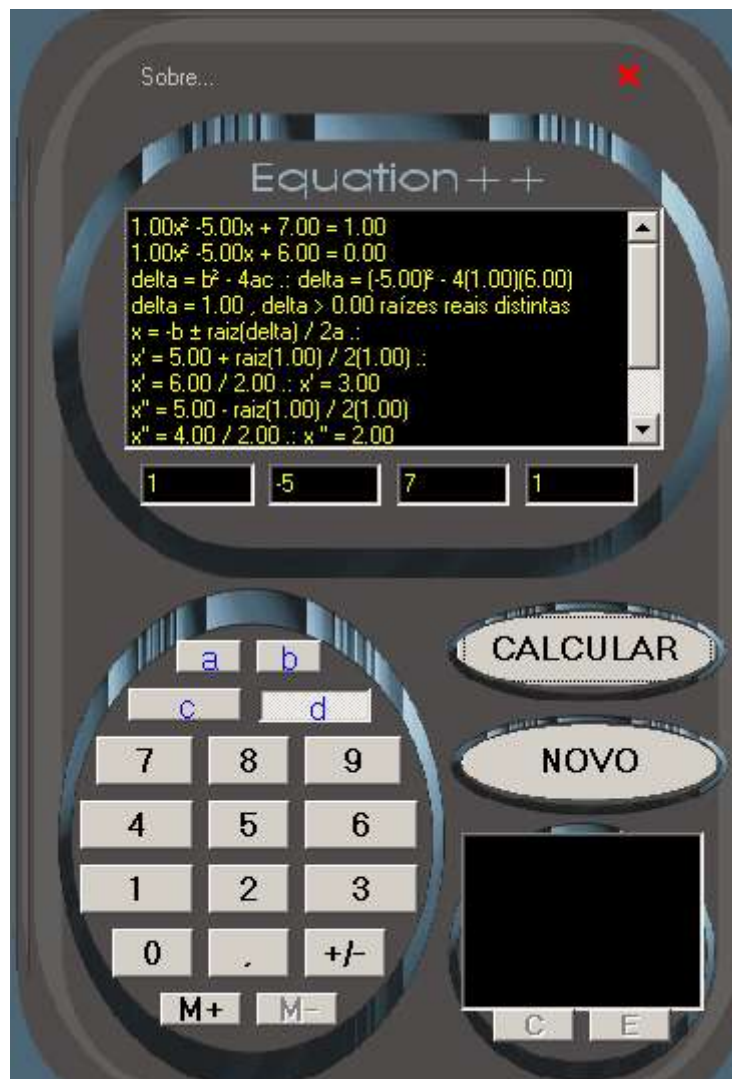 Sobre...
Equation++
1.00x² -5.00x + 7.00 = 1.00
1.00x² -5.00x + 6.00 = 0.00
delta = b² - 4ac .: delta = (-5.00)² - 4(1.00)(6.00)
delta = 1.00 , delta > 0.00 raízes reais distintas
x = -b ± raiz(delta) / 2a .:
x' = 5.00 + raiz(1.00) / 2(1.00) .:
x' = 6.00 / 2.00 .: x' = 3.00
x" = 5.00 - raiz(1.00) / 2(1.00)
x" = 4.00 / 2.00 .: x " = 2.00
1 -5 7 1
a b
c d
7 8 9
4 5 6
1 2 3
0 , +/-
M+ M-
CALCULAR
NOVO
C E